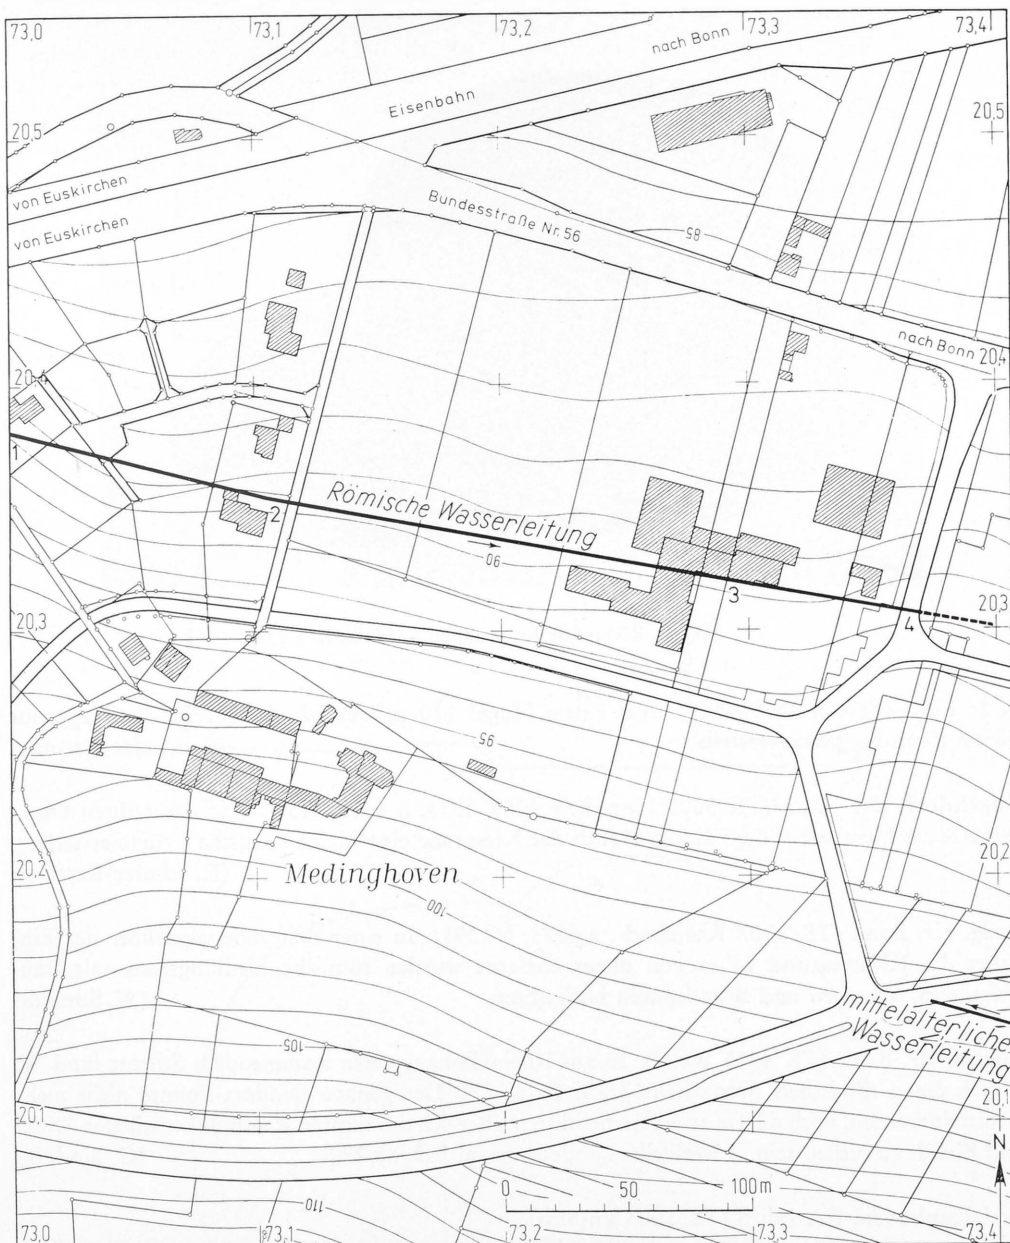 73,0 73,1 73,2 73,3 73,4
nach Bonn
Eisenbahn
20,5 20,5
von Euskirchen
Bundesstraße Nr. 56
von Euskirchen
85
nach Bonn
20,4
20,4
1
Römische Wasserleitung
2
90
3
20,3
4
20,3
95
20,2
20,2
Medinghoven
100
mittelalterliche
Wasserleitung
105
20,1
20,1
N
0 50 100m
110
73,0 73,1 73,2 73,3 73,4